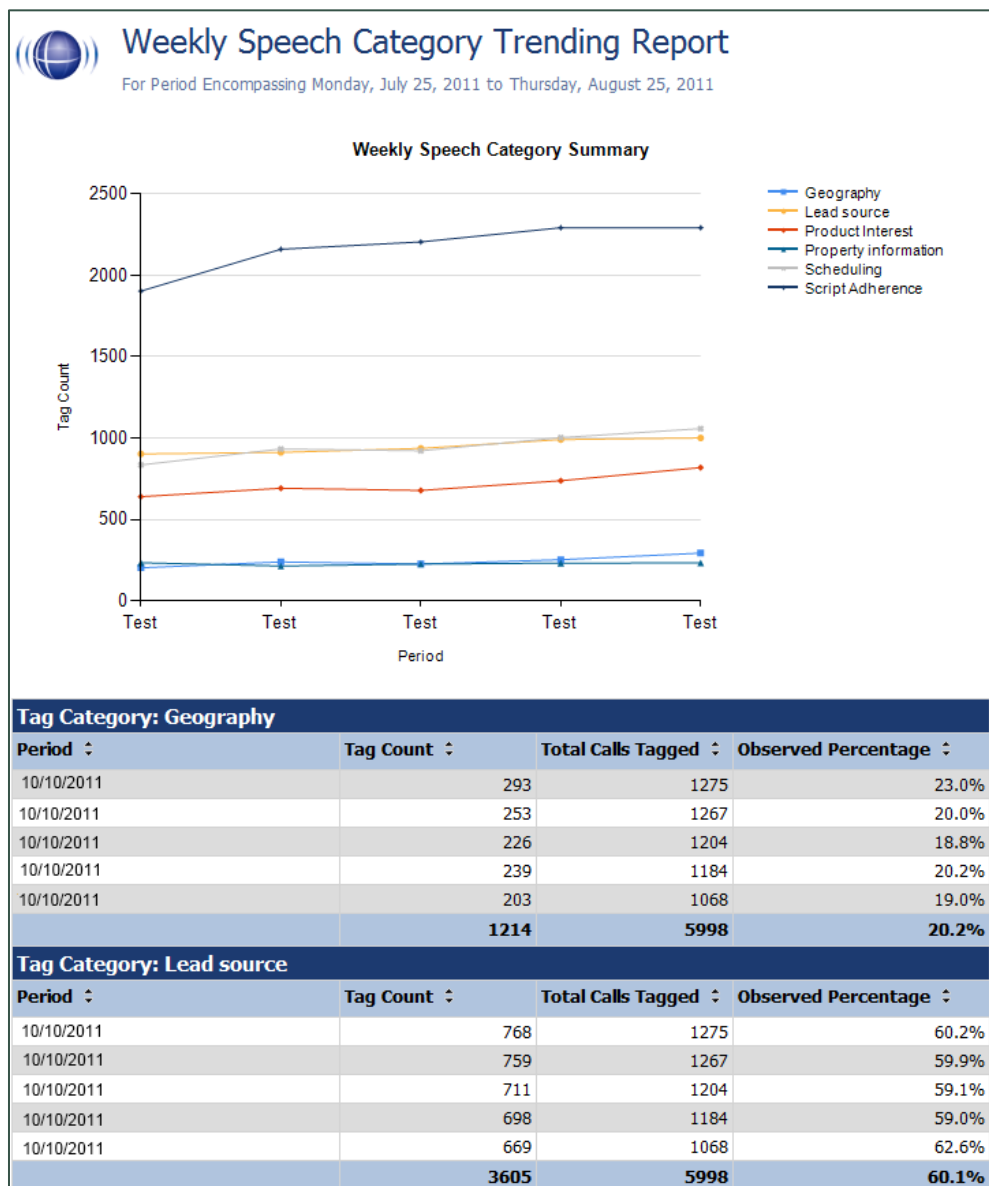 Weekly Speech Category Trending Report
For Period Encompassing Monday, July 25, 2011 to Thursday, August 25, 2011
Weekly Speech Category Summary
2500
2000
1500
1000
500
0
Tag Count
Test Test Test Test Test
Period
Geography
Lead source
Product Interest
Property information
Scheduling
Script Adherence
Tag Category: Geography
Period Tag Count Total Calls Tagged Observed Percentage
10/10/2011 293 1275 23.0%
10/10/2011 253 1267 20.0%
10/10/2011 226 1204 18.8%
10/10/2011 239 1184 20.2%
10/10/2011 203 1068 19.0%
1214 5998 20.2%
Tag Category: Lead source
Period Tag Count Total Calls Tagged Observed Percentage
10/10/2011 768 1275 60.2%
10/10/2011 759 1267 59.9%
10/10/2011 711 1204 59.1%
10/10/2011 698 1184 59.0%
10/10/2011 669 1068 62.6%
3605 5998 60.1%